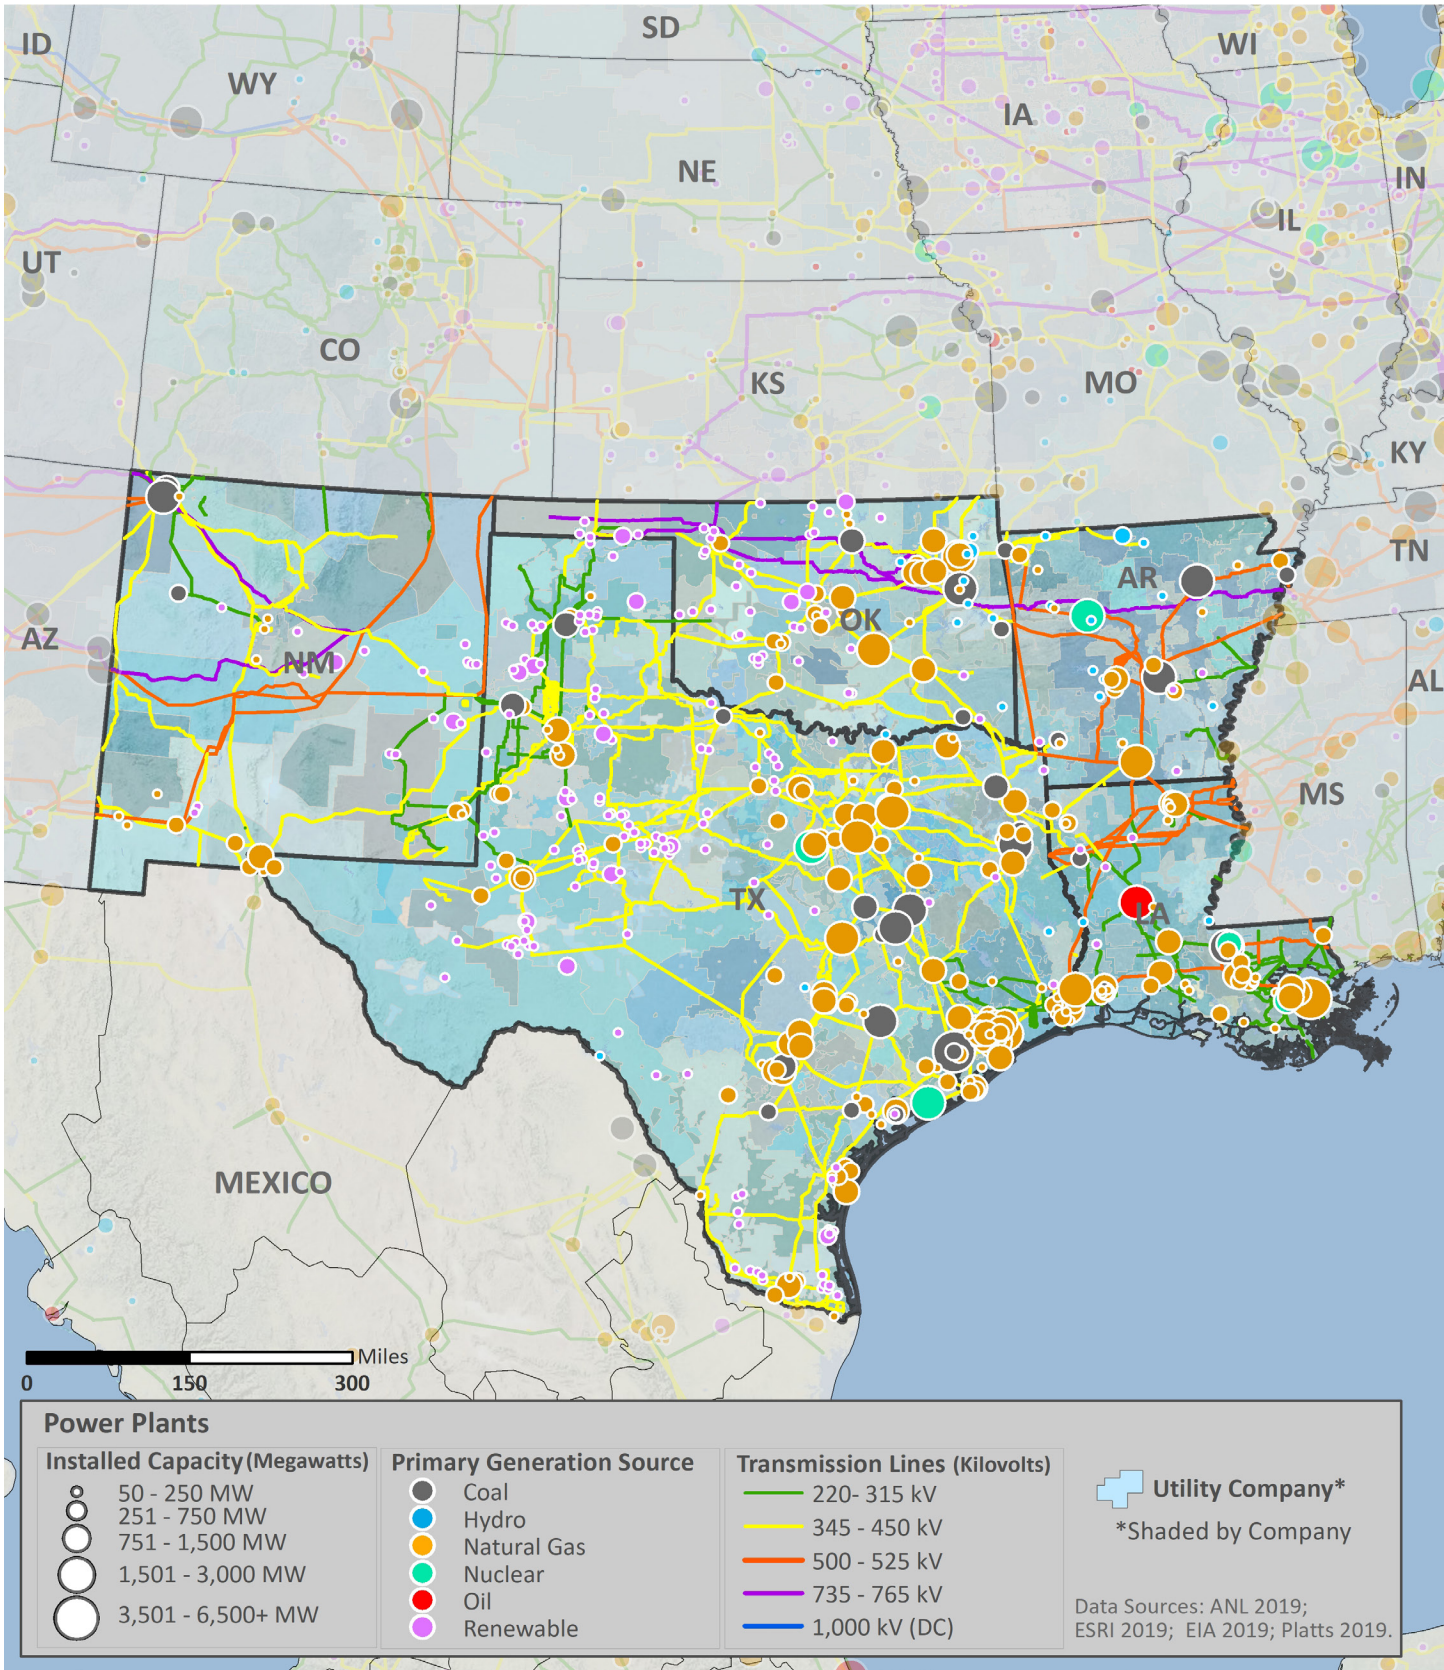 SD
WI
ID
WY
IA
NE
IN
IL
UT
CO
KS
MO
KY
TN
AR
OK
AZ
NM
AL
MS
TX
LA
MEXICO
Miles
0 150 300
Power Plants
Installed Capacity (Megawatts)
50 - 250 MW
251 - 750 MW
751 - 1,500 MW
1,501 - 3,000 MW
3,501 - 6,500+ MW
Primary Generation Source
Coal
Hydro
Natural Gas
Nuclear
Oil
Renewable
Transmission Lines (Kilovolts)
220- 315 kV
345 - 450 kV
500 - 525 kV
735 - 765 kV
1,000 kV (DC)
Utility Company*
*Shaded by Company
Data Sources: ANL 2019;
ESRI 2019; EIA 2019; Platts 2019.